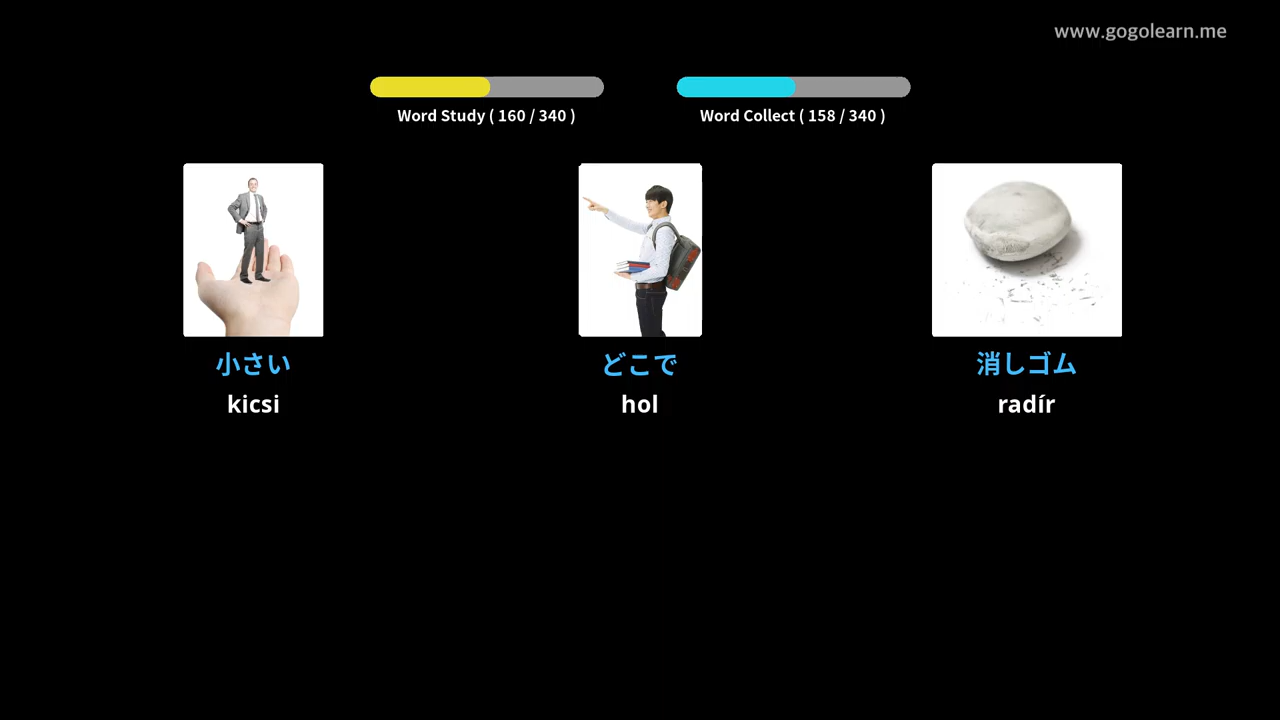 www.gogolearn.me
Word Study ( 160 / 340 )
Word Collect ( 158 / 340 )
小さい
kicsi
どこで
hol
消しゴム
radír